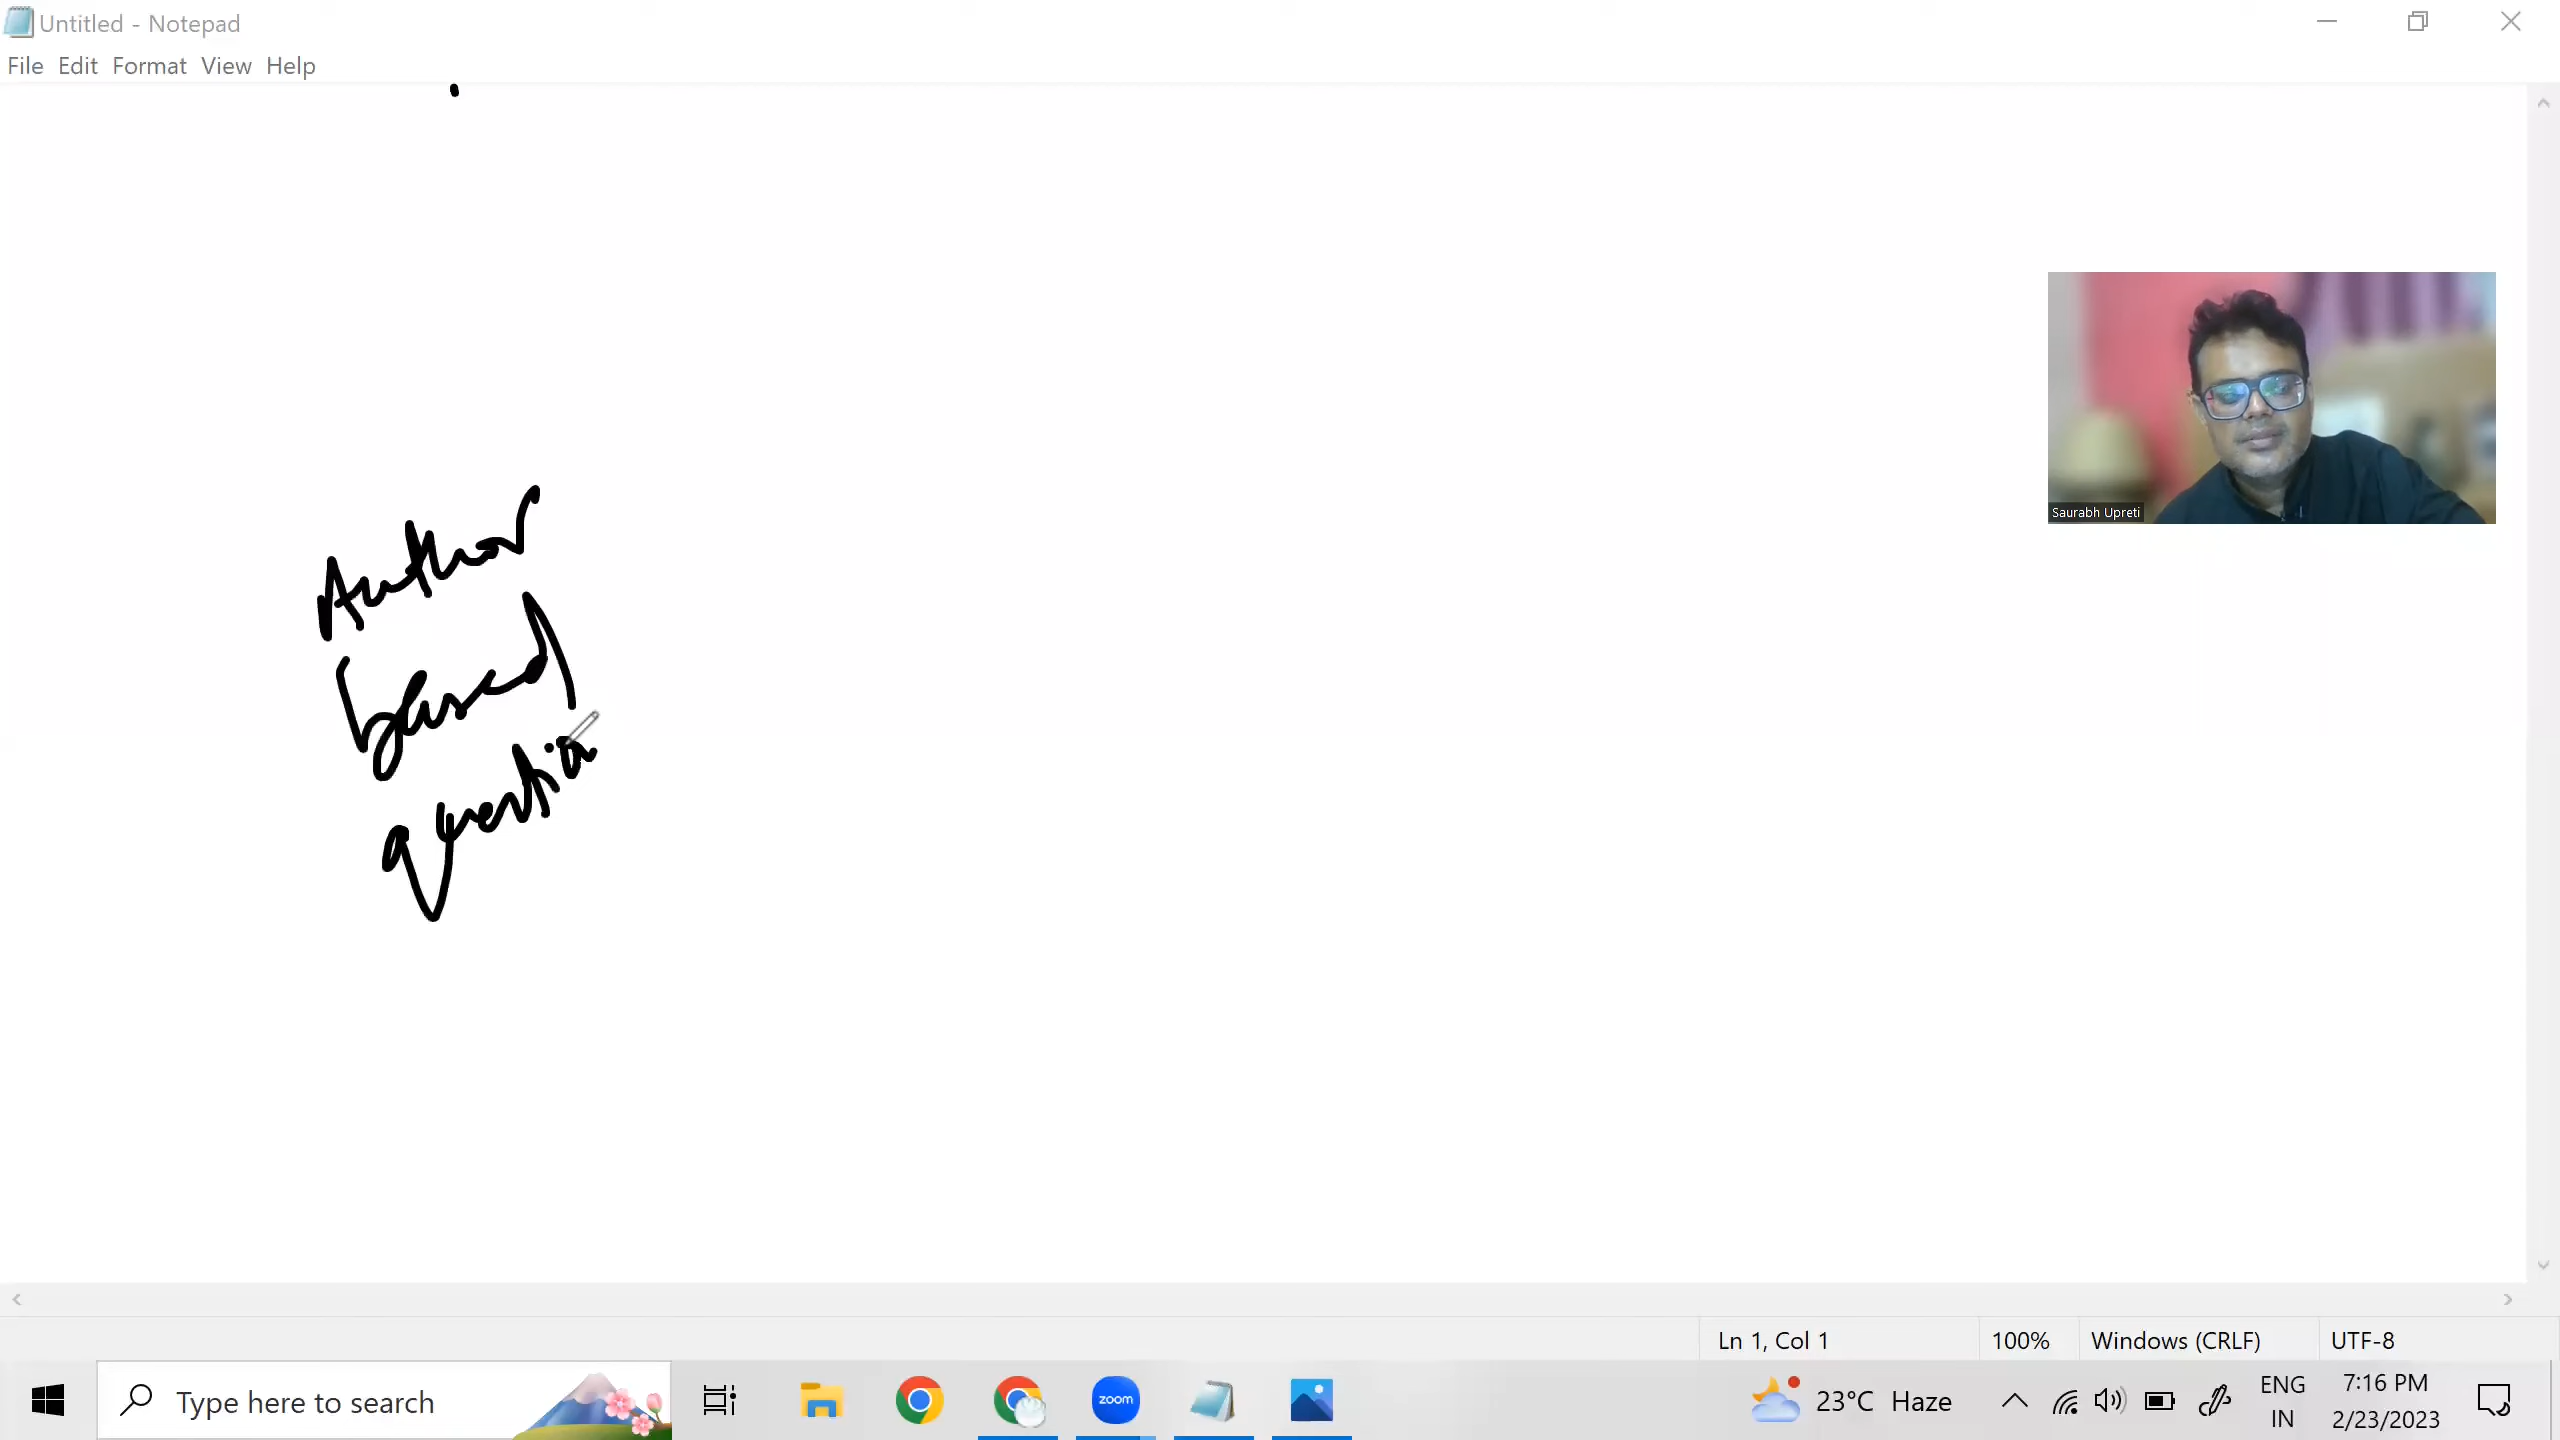 Untitled - Notepad
File Edit Format View Help
Saurabh Upreti
Author
based
question
Ln 1, Col 1 100% Windows (CRLF) UTF-8
Type here to search
zoom
23°C Haze
ENG
IN
7:16 PM
2/23/2023